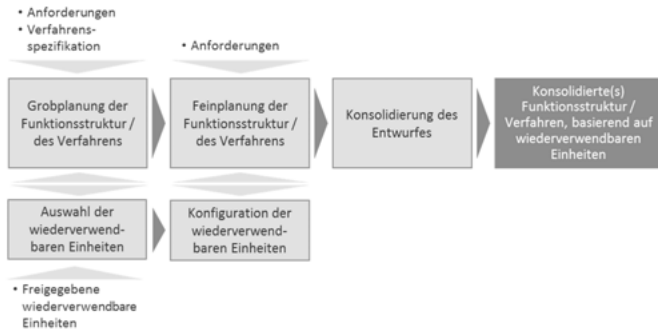 • Anforderungen
• Verfahrens-
spezifikation
• Anforderungen
Grobplanung der
Funktionsstruktur /
des Verfahrens
Feinplanung der
Funktionsstruktur /
des Verfahrens
Konsolidierung des
Entwurfes
Konsolidierte(s)
Funktionsstruktur /
Verfahren, basierend auf
wiederverwendbaren
Einheiten
Auswahl der
wiederverwend-
baren Einheiten
Konfiguration der
wiederverwend-
baren Einheiten
• Freigegebene
wiederverwendbare
Einheiten